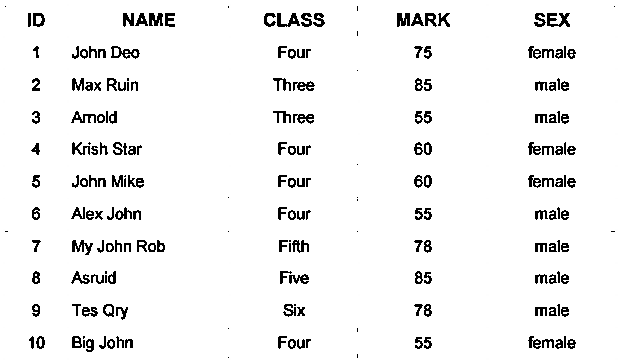 ID NAME CLASS MARK SEX
1 John Deo Four 75 female
2 Max Ruin Three 85 male
3 Arnold Three 55 male
4 Krish Star Four 60 female
5 John Mike Four 60 female
6 Alex John Four 55 male
7 My John Rob Fifth 78 male
8 Asruid Five 85 male
9 Tes Qry Six 78 male
10 Big John Four 55 female